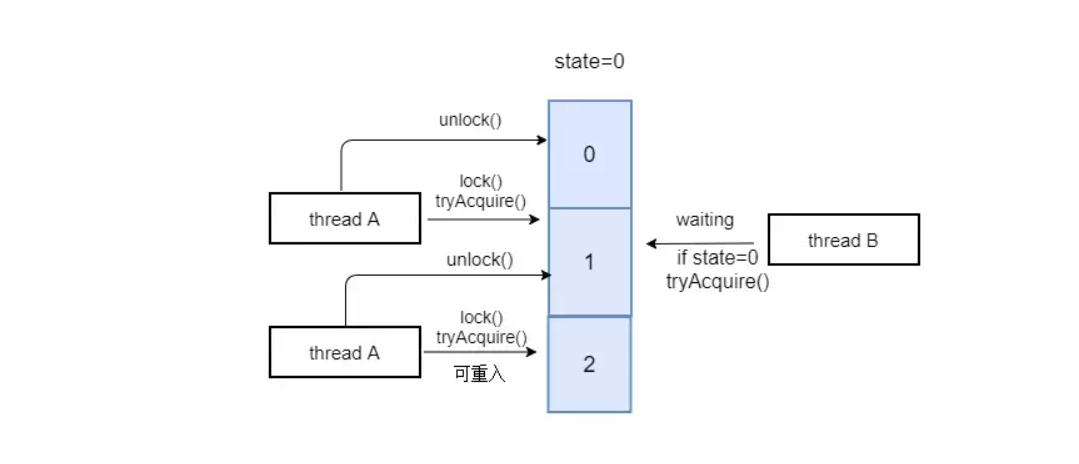 state=0
unlock()
0
lock()
tryAcquire()
thread A
waiting
thread B
if state=0
tryAcquire()
unlock()
1
lock()
tryAcquire()
thread A
可重入
2